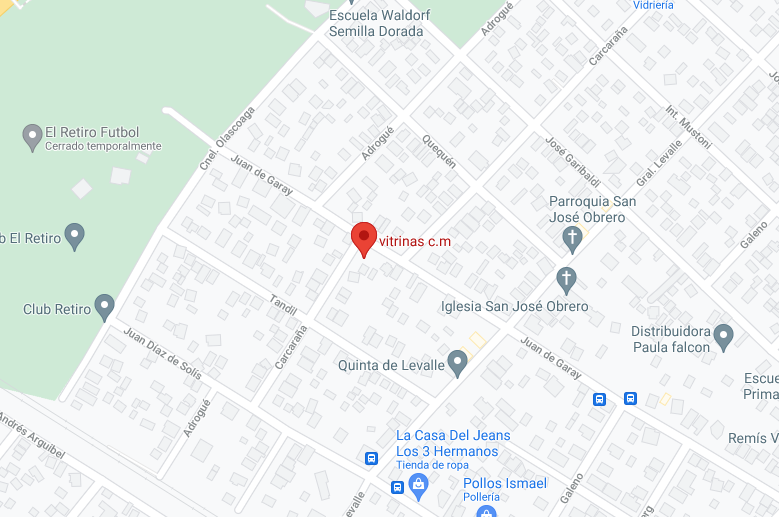 Vidriería
Escuela Waldorf
Semilla Dorada
Adrogué
Carcaraña
El Retiro Futbol
Cerrado temporalmente
Cnel. Olascoaga
Adrogué
Quequén
José Garibaldi
Int. Mustoni
Gral. Levalle
Juan de Garay
Parroquia San
José Obrero
Galeno
b El Retiro
vitrinas c.m
Club Retiro
Tandil
Iglesia San José Obrero
Distribuidora
Paula falcon
Carcaraña
Juan Díaz de Solís
Juan de Garay
Quinta de Levalle
Escue
Prima
Adrogué
Andrés Arguibel
La Casa Del Jeans
Los 3 Hermanos
Tienda de ropa
Remís V
Pollos Ismael
Pollería
Galeno
evalle
org